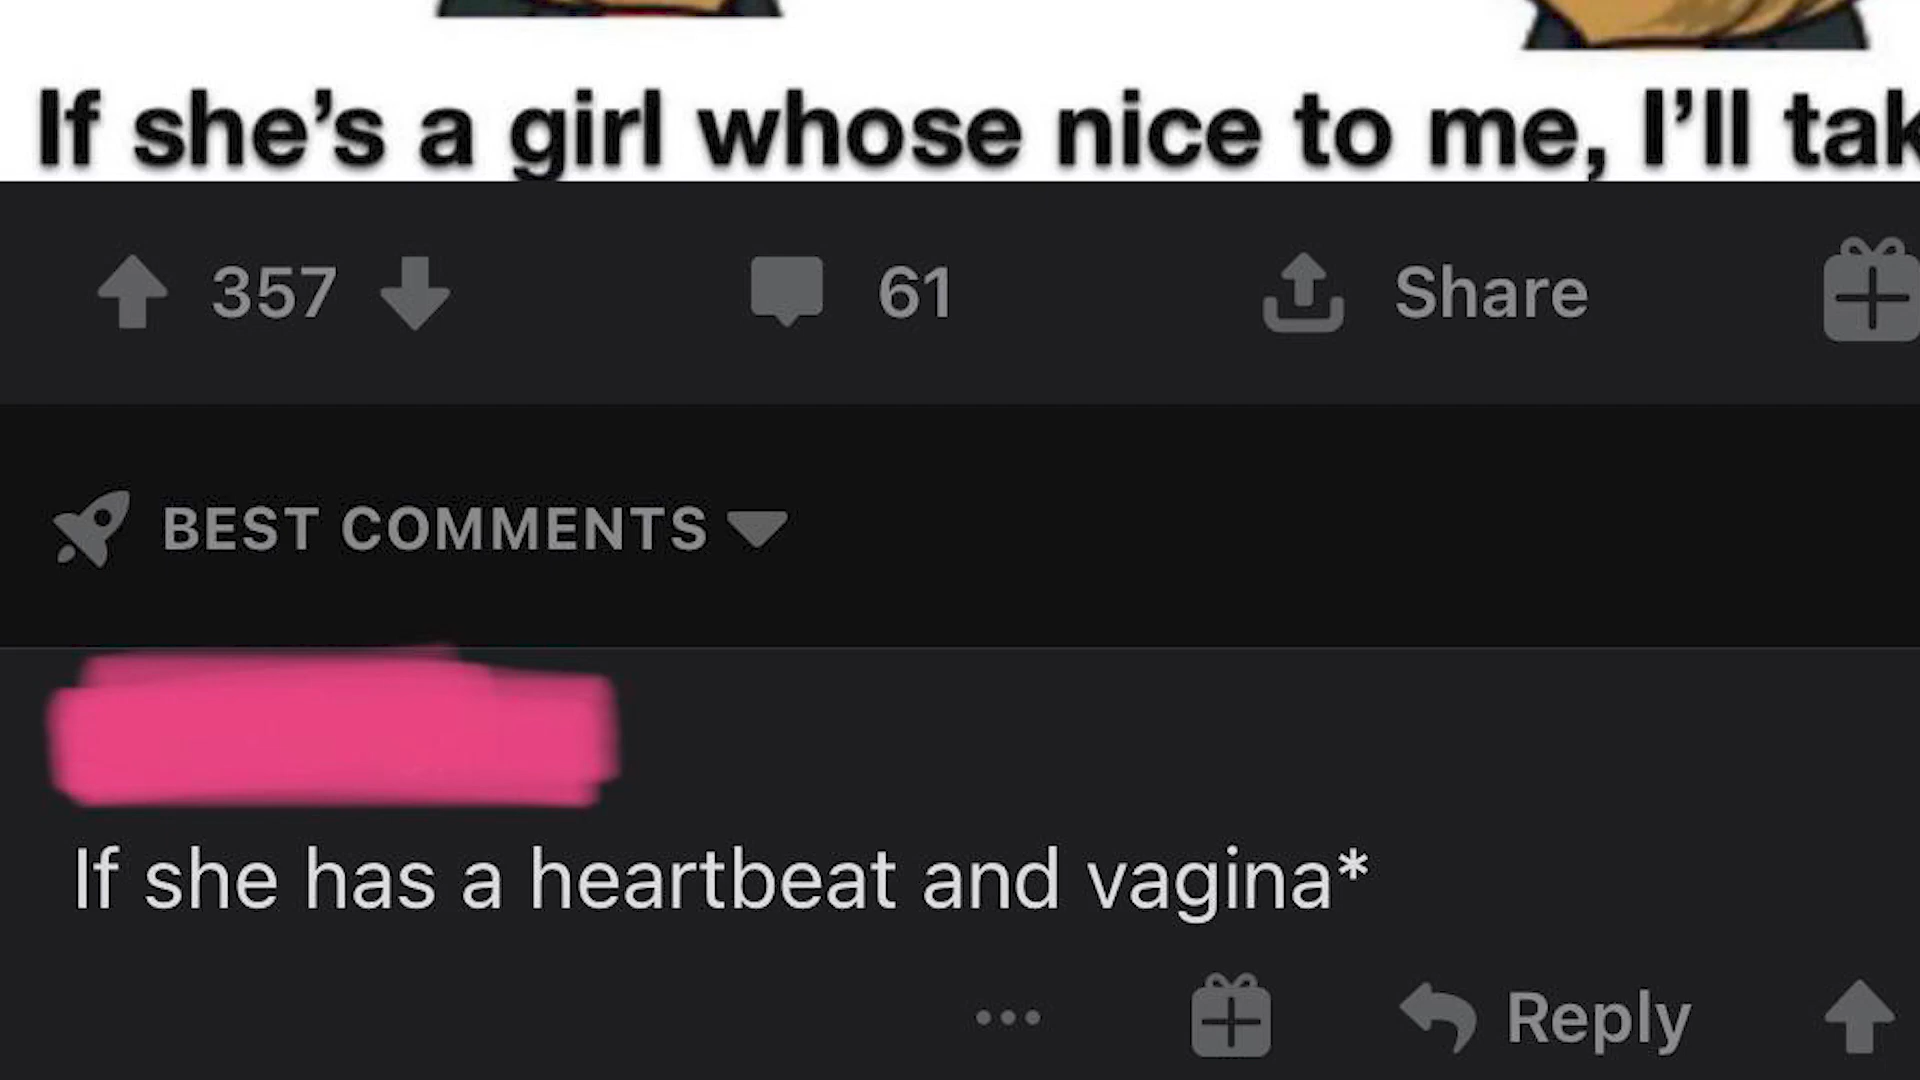 If she's a girl whose nice to me, I'll tak
357
61
Share
BEST COMMENTS
If she has a heartbeat and vagina*
Reply